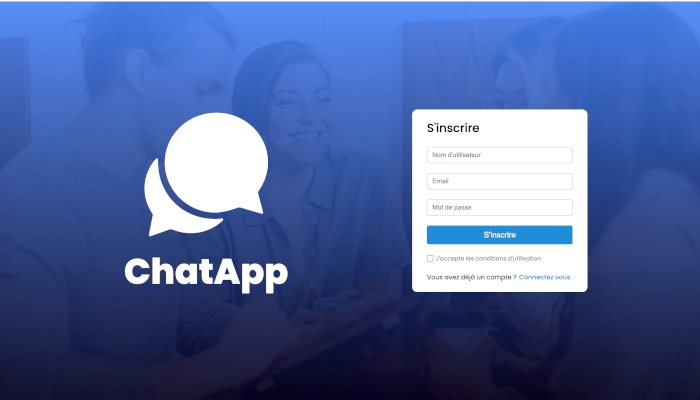 ChatApp
S'inscrire
Nom d'utilisateur
Email
Mot de passe
S'inscrire
J'accepte les conditions d'utilisation
Vous avez déjà un compte ? Connectez vous